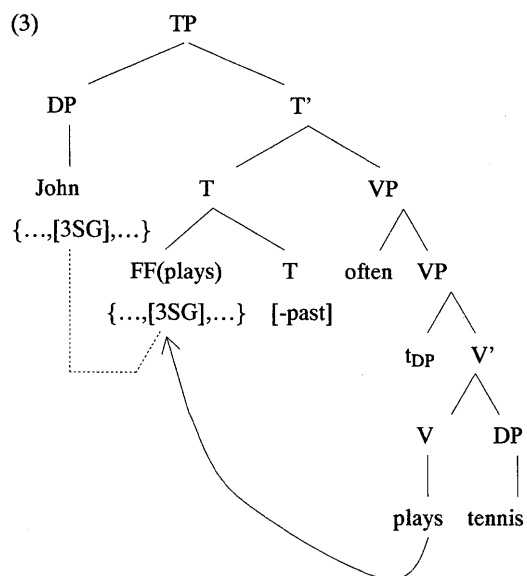 (3) TP
DP T’
John T VP
{...,[3SG],...}
FF(plays) T often VP
{...,[3SG],...} [-past]
tDP V’
V DP
plays tennis